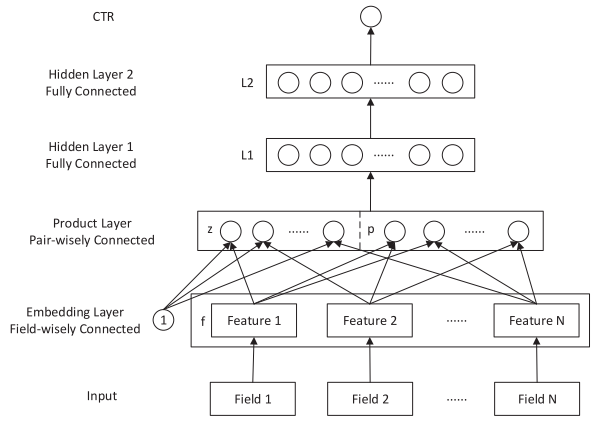 CTR
Hidden Layer 2
Fully Connected
L2
......
Hidden Layer 1
Fully Connected
L1
......
Product Layer
Pair-wisely Connected
z
......
p
......
Embedding Layer
Field-wisely Connected
1
f
Feature 1
Feature 2
......
Feature N
Input
Field 1
Field 2
......
Field N